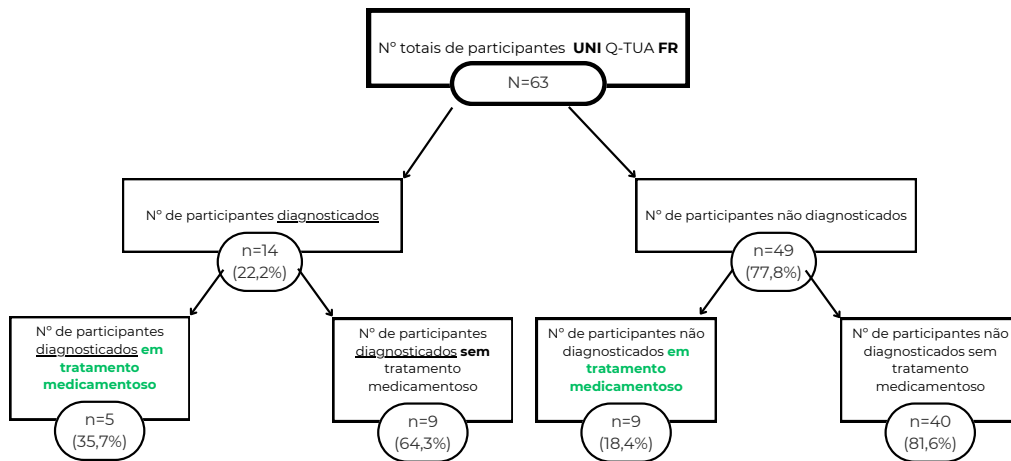 Nº totais de participantes UNI Q-TUA FR
N=63
Nº de participantes diagnosticados
n=14
(22,2%)
Nº de participantes não diagnosticados
n=49
(77,8%)
Nº de participantes
diagnosticados em
tratamento
medicamentoso
n=5
(35,7%)
Nº de participantes
diagnosticados sem
tratamento
medicamentoso
n=9
(64,3%)
Nº de participantes não
diagnosticados em
tratamento
medicamentoso
n=9
(18,4%)
Nº de participantes não
diagnosticados sem
tratamento
medicamentoso
n=40
(81,6%)